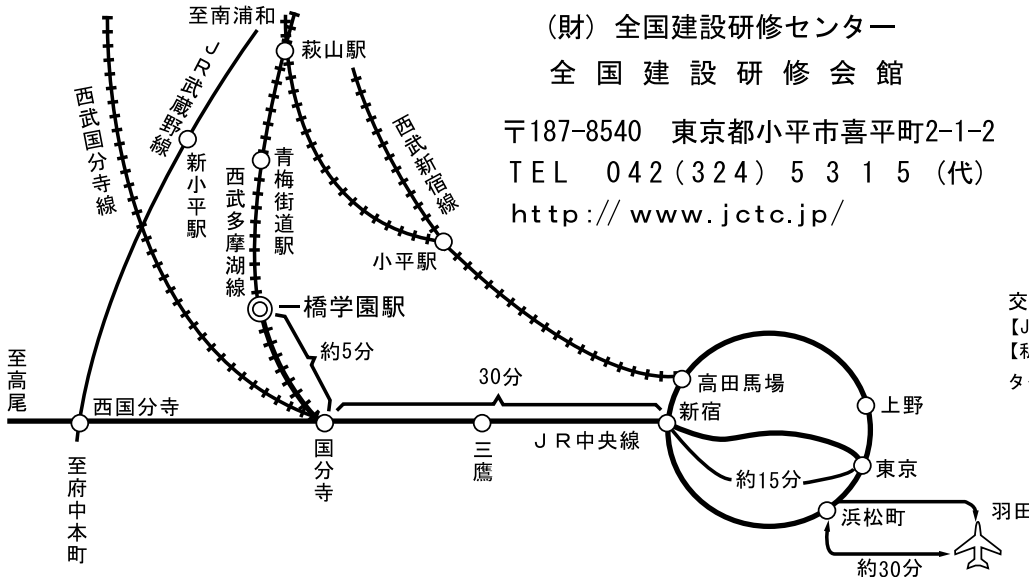 (財) 全国建設研修センター
全国建設研修会館
〒187-8540 東京都小平市喜平町2-1-2
TEL 042(324)5315(代)
http://www.jctc.jp/
至南浦和
萩山駅
JR武蔵野線
西武国分寺線
新小平駅
青梅街道駅
西武多摩湖線
西武新宿線
小平駅
一橋学園駅
約5分
至高尾
西国分寺
30分
高田馬場
新宿
上野
国分寺
三鷹
JR中央線
約15分
東京
至府中本町
浜松町
羽田
約30分
交
【J
【私
タ